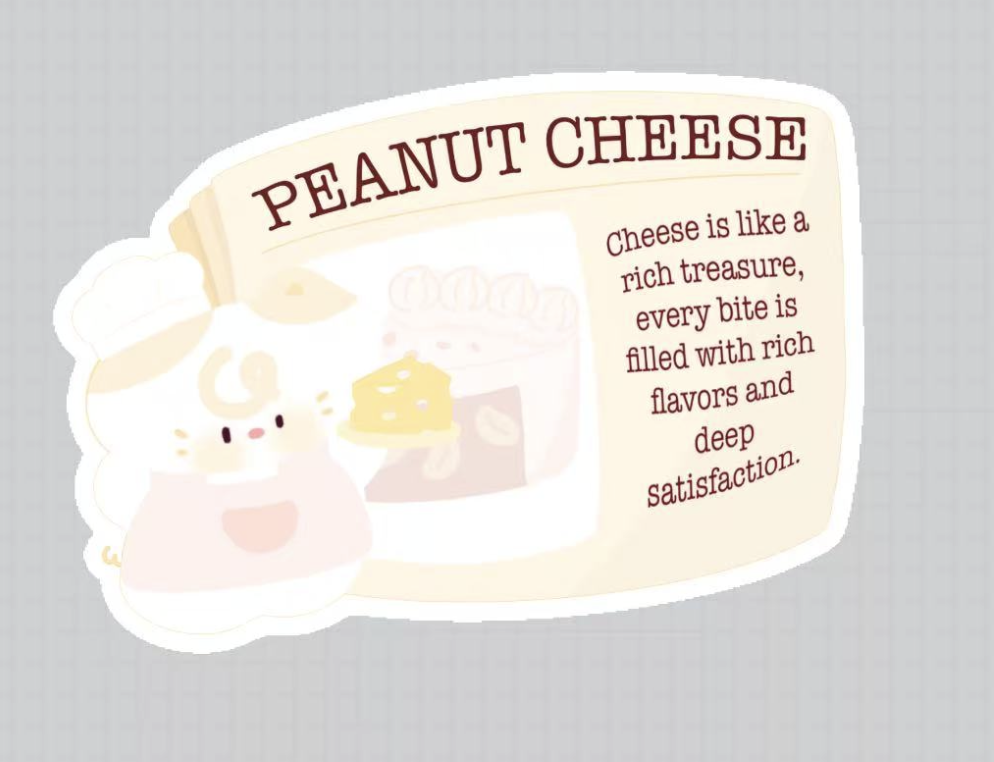 PEANUT CHEESE
Cheese is like a
rich treasure,
every bite is
filled with rich
flavors and
deep
satisfaction.